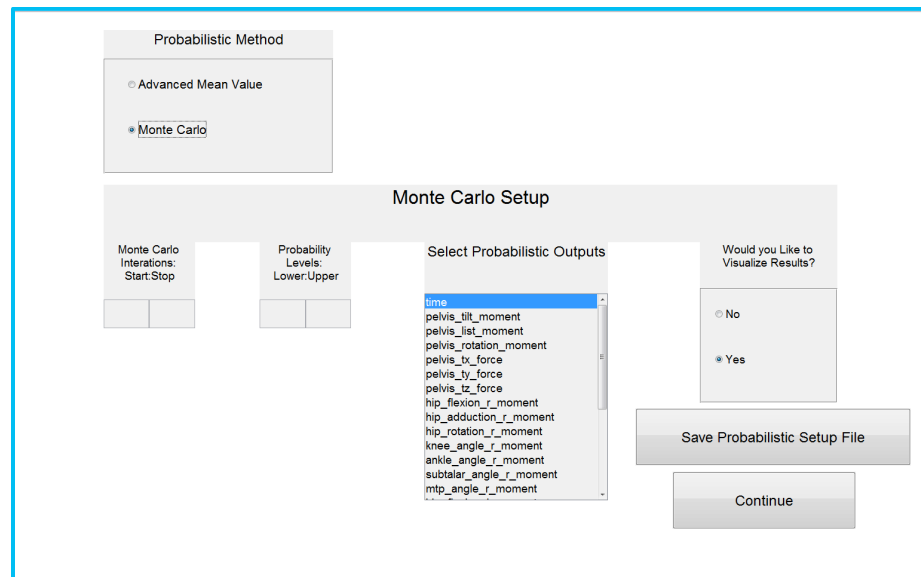 Probabilistic Method
Advanced Mean Value
Monte Carlo
Monte Carlo Setup
Monte Carlo
Interations:
Start:Stop
Probability
Levels:
Lower:Upper
Select Probabilistic Outputs
time
pelvis_tilt_moment
pelvis_list_moment
pelvis_rotation_moment
pelvis_tx_force
pelvis_ty_force
pelvis_tz_force
hip_flexion_r_moment
hip_adduction_r_moment
hip_rotation_r_moment
knee_angle_r_moment
ankle_angle_r_moment
subtalar_angle_r_moment
mtp_angle_r_moment
Would you Like to
Visualize Results?
No
Yes
Save Probabilistic Setup File
Continue